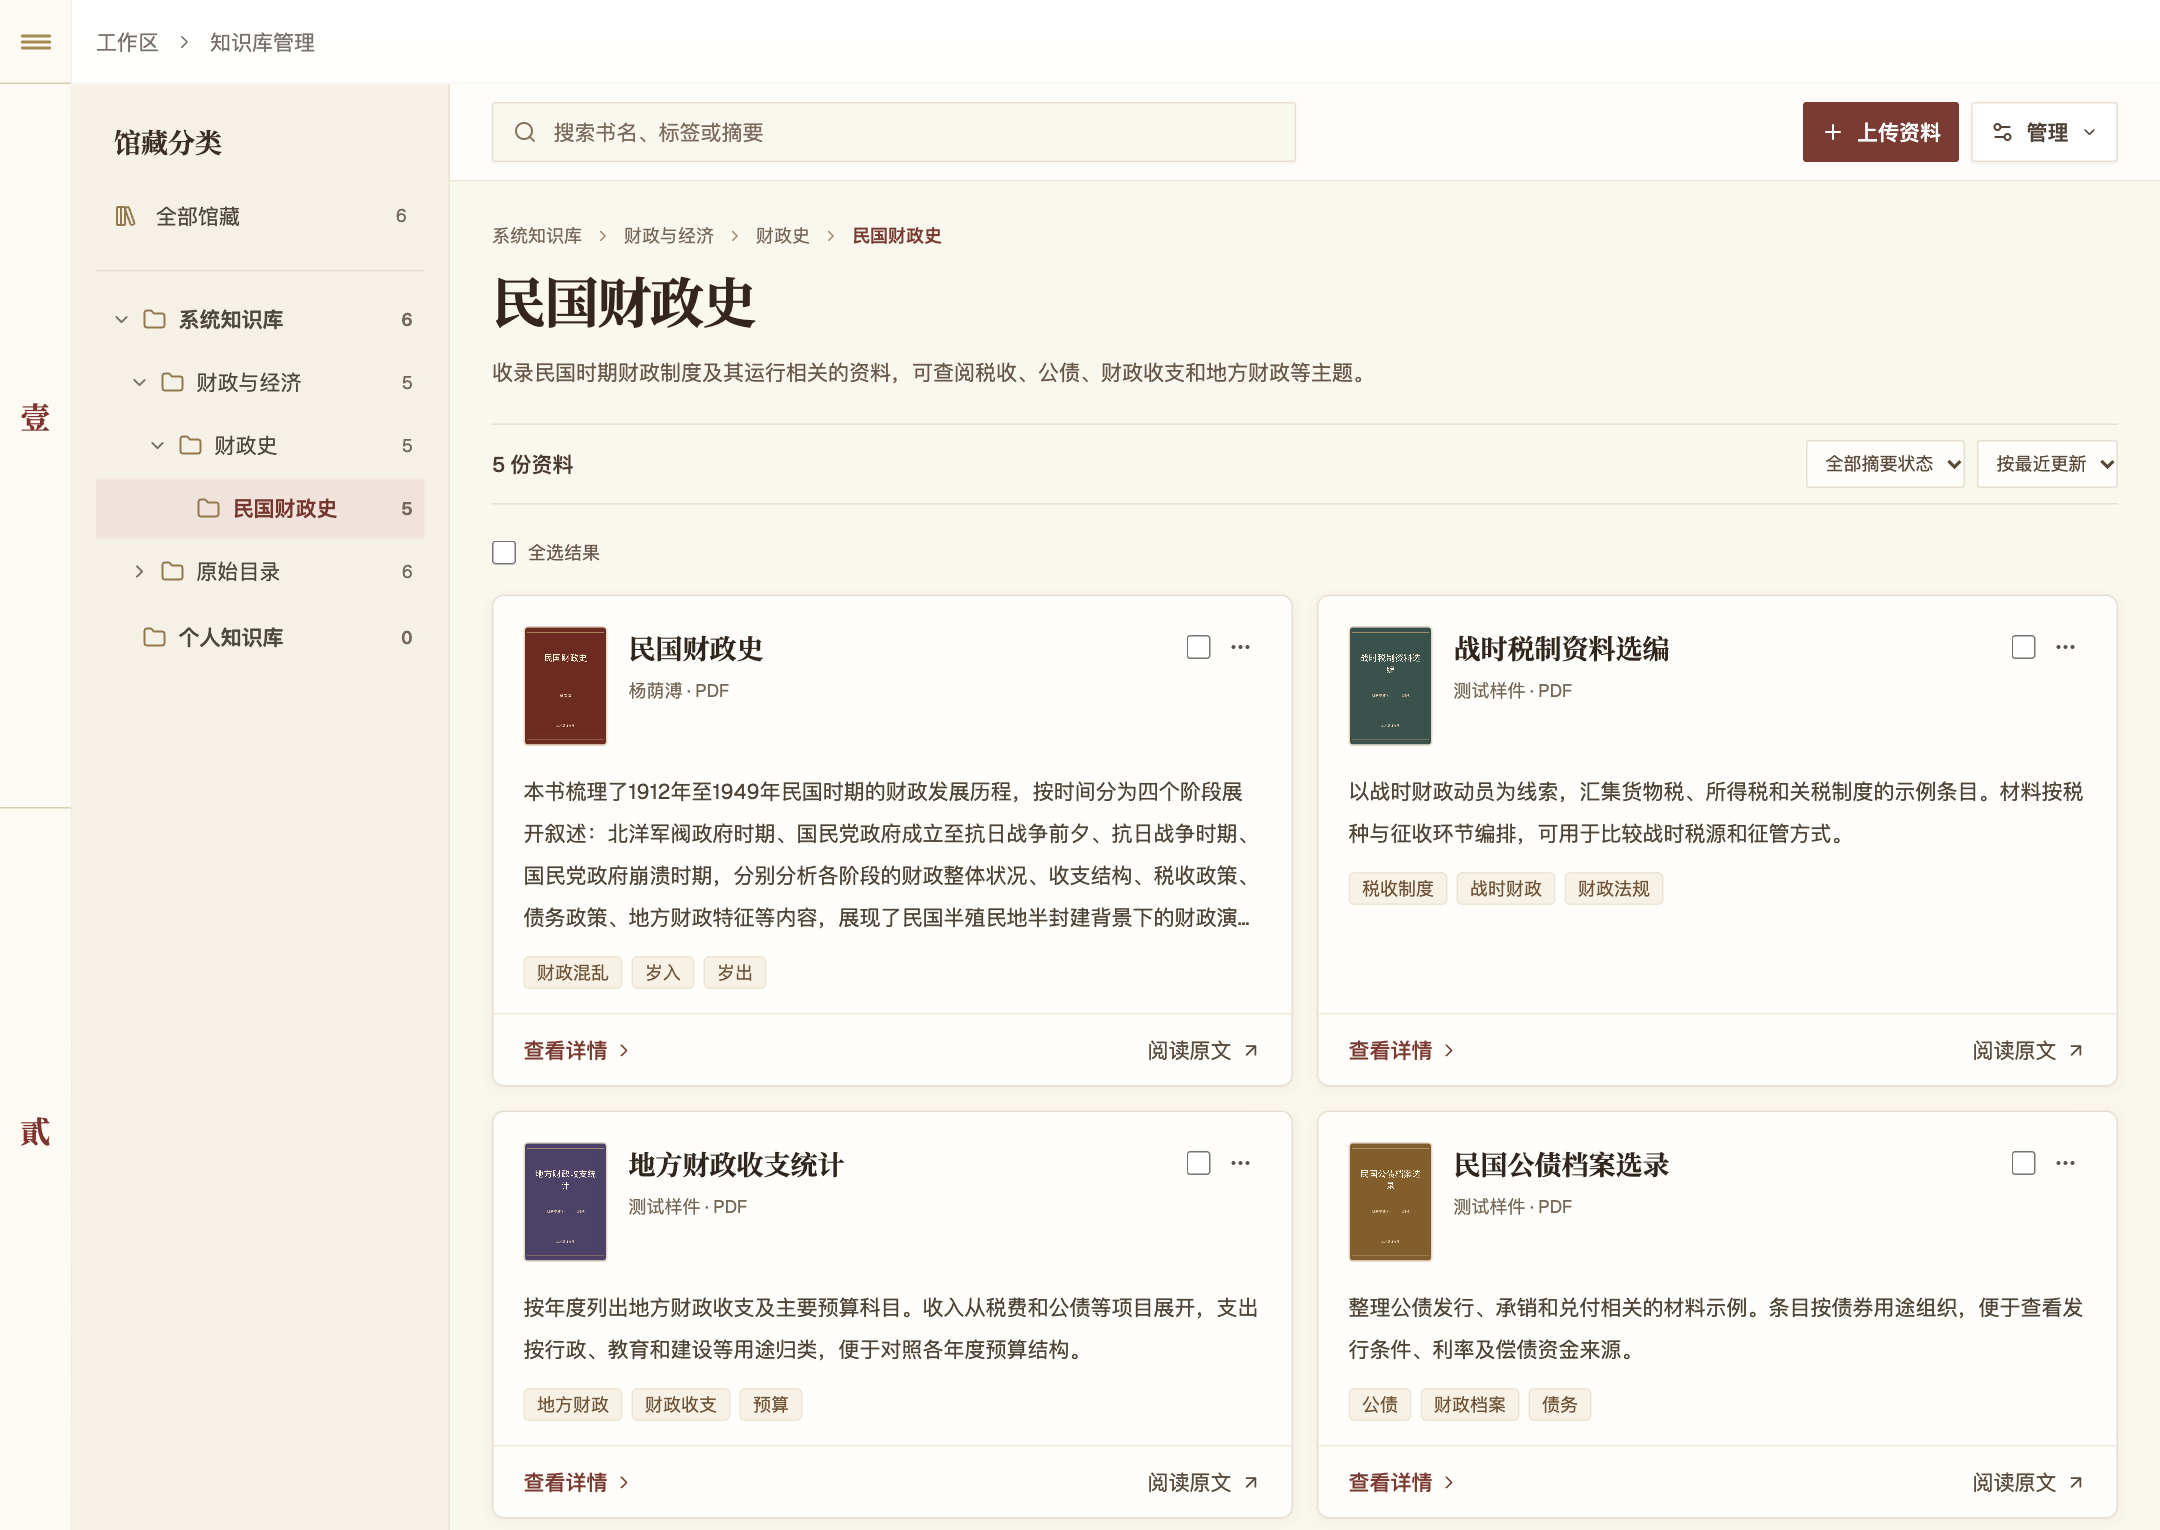 工作区 > 知识库管理
壹
贰
馆藏分类
全部馆藏 6
系统知识库 6
财政与经济 5
财政史 5
民国财政史 5
原始目录 6
个人知识库 0
搜索书名、标签或摘要
+ 上传资料
管理
系统知识库 > 财政与经济 > 财政史 > 民国财政史
民国财政史
收录民国时期财政制度及其运行相关的资料，可查阅税收、公债、财政收支和地方财政等主题。
5 份资料
全部摘要状态
按最近更新
全选结果
民国财政史
民国财政史
杨荫溥 · PDF
本书梳理了1912年至1949年民国时期的财政发展历程，按时间分为四个阶段展
开叙述：北洋军阀政府时期、国民党政府成立至抗日战争前夕、抗日战争时期、
国民党政府崩溃时期，分别分析各阶段的财政整体状况、收支结构、税收政策、
债务政策、地方财政特征等内容，展现了民国半殖民地半封建背景下的财政演...
财政混乱 岁入 岁出
查看详情 >
阅读原文
战时税制资料选
编
战时税制资料选编
测试样件 · PDF
以战时财政动员为线索，汇集货物税、所得税和关税制度的示例条目。材料按税
种与征收环节编排，可用于比较战时税源和征管方式。
税收制度 战时财政 财政法规
查看详情 >
阅读原文
地方财政收支统
计
地方财政收支统计
测试样件 · PDF
按年度列出地方财政收支及主要预算科目。收入从税费和公债等项目展开，支出
按行政、教育和建设等用途归类，便于对照各年度预算结构。
地方财政 财政收支 预算
查看详情 >
阅读原文
民国公债档案选
录
民国公债档案选录
测试样件 · PDF
整理公债发行、承销和兑付相关的材料示例。条目按债券用途组织，便于查看发
行条件、利率及偿债资金来源。
公债 财政档案 债务
查看详情 >
阅读原文